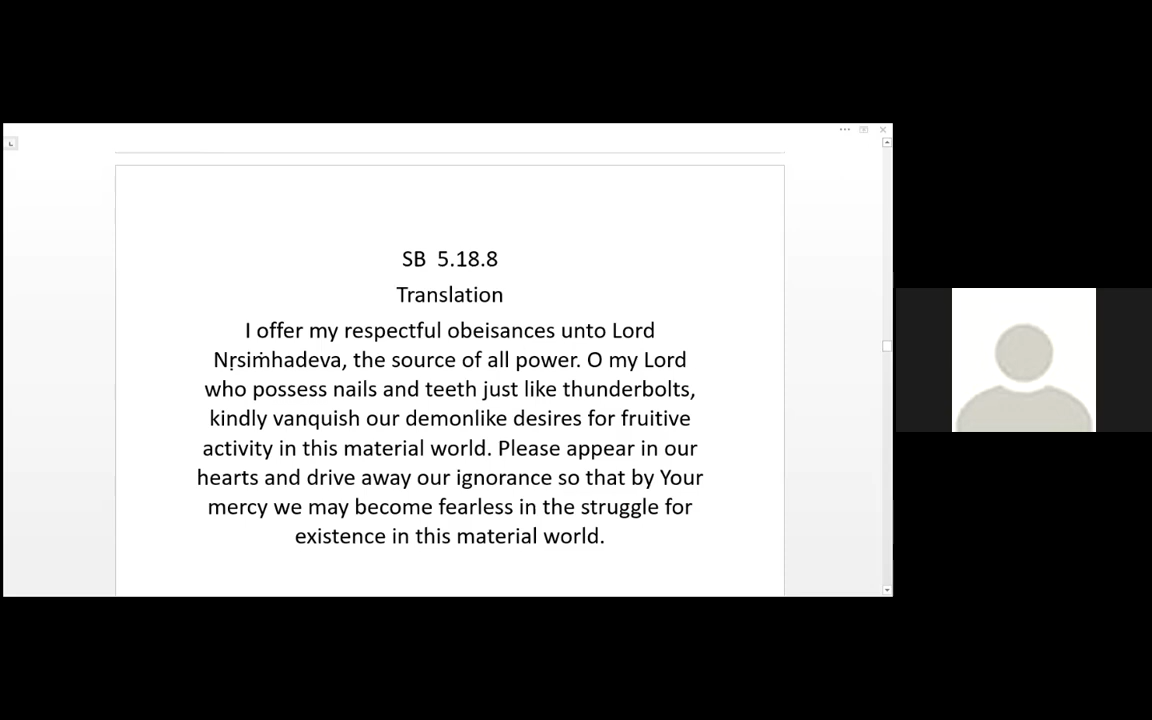 SB 5.18.8
Translation
I offer my respectful obeisances unto Lord
Nṛsiṁhadeva, the source of all power. O my Lord
who possess nails and teeth just like thunderbolts,
kindly vanquish our demonlike desires for fruitive
activity in this material world. Please appear in our
hearts and drive away our ignorance so that by Your
mercy we may become fearless in the struggle for
existence in this material world.